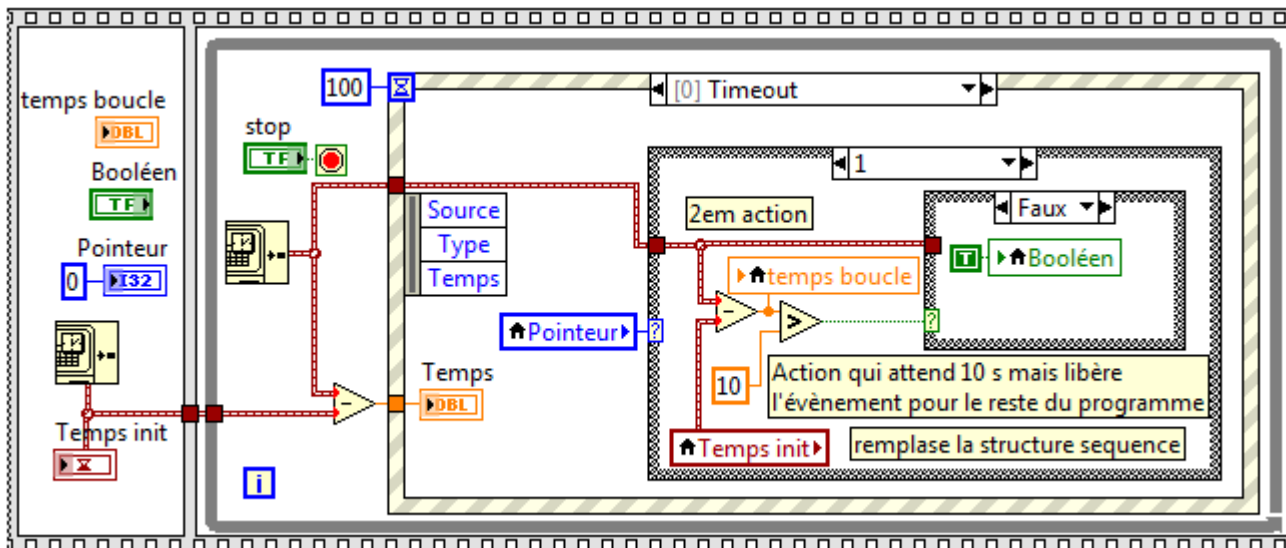 temps boucle
DBL
Booléen
TF
Pointeur
0
I32
Temps init
100
stop
TF
i
[0] Timeout
Source
Type
Temps
Pointeur
Temps
DBL
1
2em action
temps boucle
10
Temps init
Faux
T
Booléen
?
?
Action qui attend 10 s mais libère
l'évènement pour le reste du programme
remplase la structure sequence